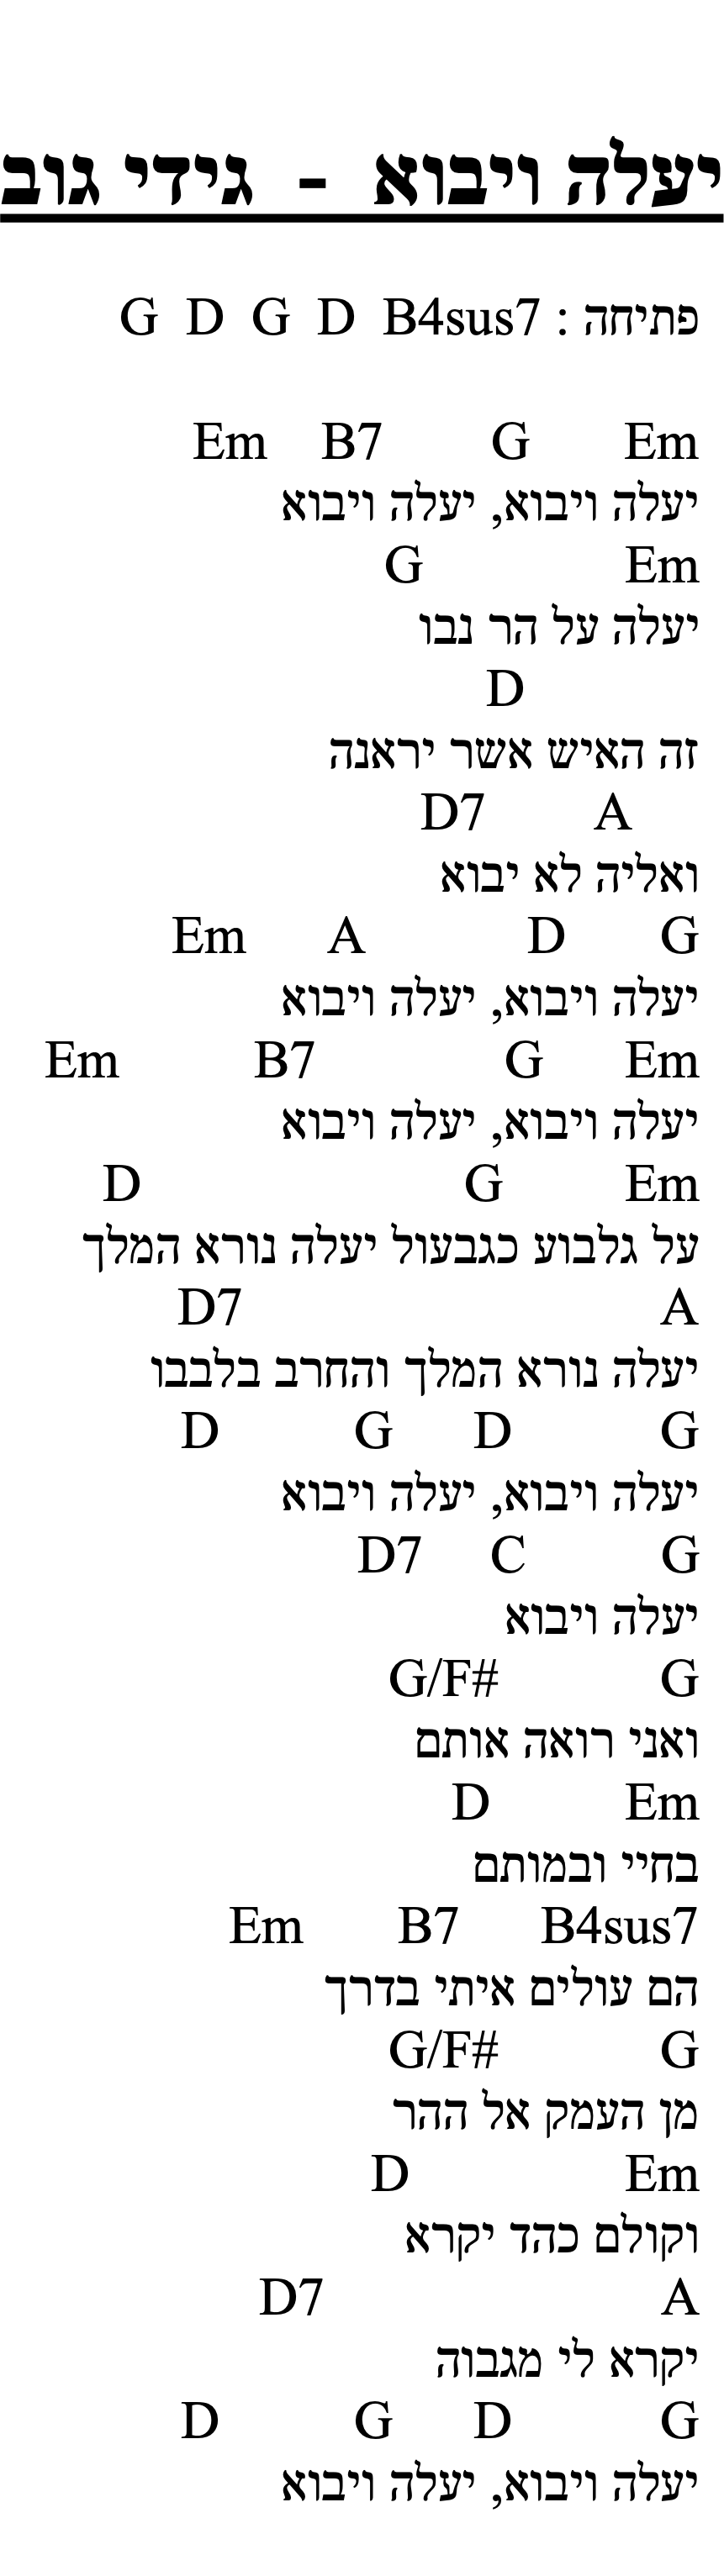 יעלה ויבוא - גידי גוב
פתיחה : G D G D B4sus7
Em B7 G Em
יעלה ויבוא, יעלה ויבוא
G Em
יעלה על הר נבו
D
זה האיש אשר יראנה
D7 A
ואליה לא יבוא
Em A D G
יעלה ויבוא, יעלה ויבוא
Em B7 G Em
יעלה ויבוא, יעלה ויבוא
D G Em
על גלבוע כגבעול יעלה נורא המלך
D7 A
יעלה נורא המלך והחרב בלבבו
D G D G
יעלה ויבוא, יעלה ויבוא
D7 C G
יעלה ויבוא
G/F# G
ואני רואה אותם
D Em
בחיי ובמותם
Em B7 B4sus7
הם עולים איתי בדרך
G/F# G
מן העמק אל ההר
D Em
וקולם כהד יקרא
D7 A
יקרא לי מגבוה
D G D G
יעלה ויבוא, יעלה ויבוא